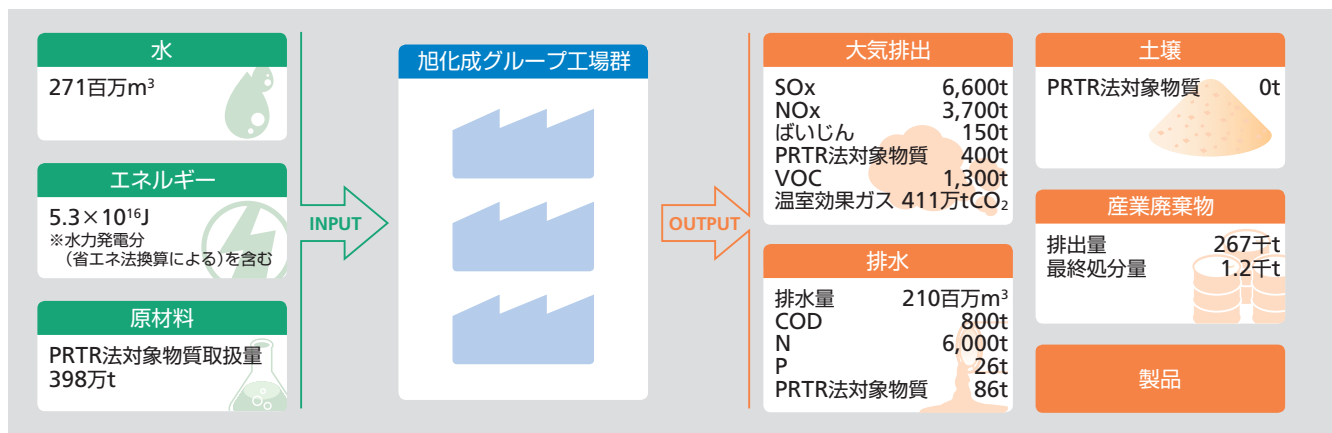 水
271百万m³
エネルギー
5.3×10¹⁶J
※水力発電分
（省エネ法換算による）を含む
原材料
PRTR法対象物質取扱量
398万t
INPUT
旭化成グループ工場群
OUTPUT
大気排出
SOx 6,600t
NOx 3,700t
ばいじん 150t
PRTR法対象物質 400t
VOC 1,300t
温室効果ガス 411万tCO₂
排水
排水量 210百万m³
COD 800t
N 6,000t
P 26t
PRTR法対象物質 86t
土壌
PRTR法対象物質 0t
産業廃棄物
排出量 267千t
最終処分量 1.2千t
製品